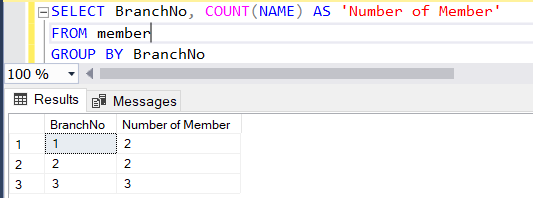 SELECT BranchNo, COUNT(NAME) AS 'Number of Member'
FROM member
GROUP BY BranchNo
100 %
Results Messages
BranchNo Number of Member
1 1 2
2 2 2
3 3 3